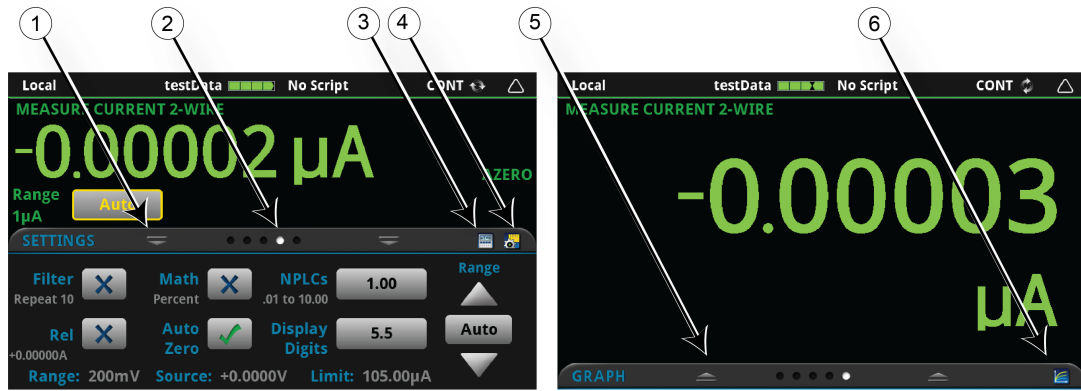 1 2 3 4 5 6
Local testData No Script CONT
MEASURE CURRENT 2-WIRE
-0.00002 µA
AZERO
Range
1µA
Auto
SETTINGS
Filter
Repeat 10
Math
Percent
NPLCs
.01 to 10.00
1.00
Range
Rel
+0.00000A
Auto
Zero
Display
Digits
5.5
Auto
Range: 200mV Source: +0.0000V Limit: 105.00µA
Local testData No Script CONT
MEASURE CURRENT 2-WIRE
-0.00003
µA
GRAPH